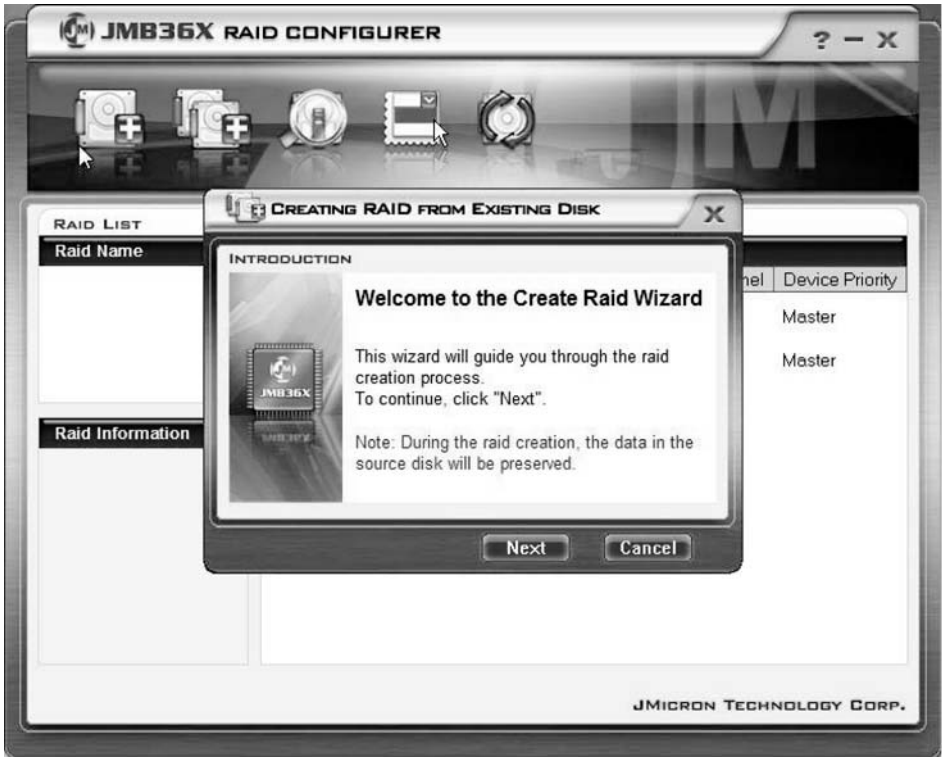 JMB36X RAID CONFIGURER
? – X
JM
RAID LIST
Raid Name
nel Device Priority
Master
Master
Raid Information
CREATING RAID FROM EXISTING DISK
X
INTRODUCTION
JMB36X
Welcome to the Create Raid Wizard
This wizard will guide you through the raid
creation process.
To continue, click "Next".
Note: During the raid creation, the data in the
source disk will be preserved.
Next Cancel
JMICRON TECHNOLOGY CORP.